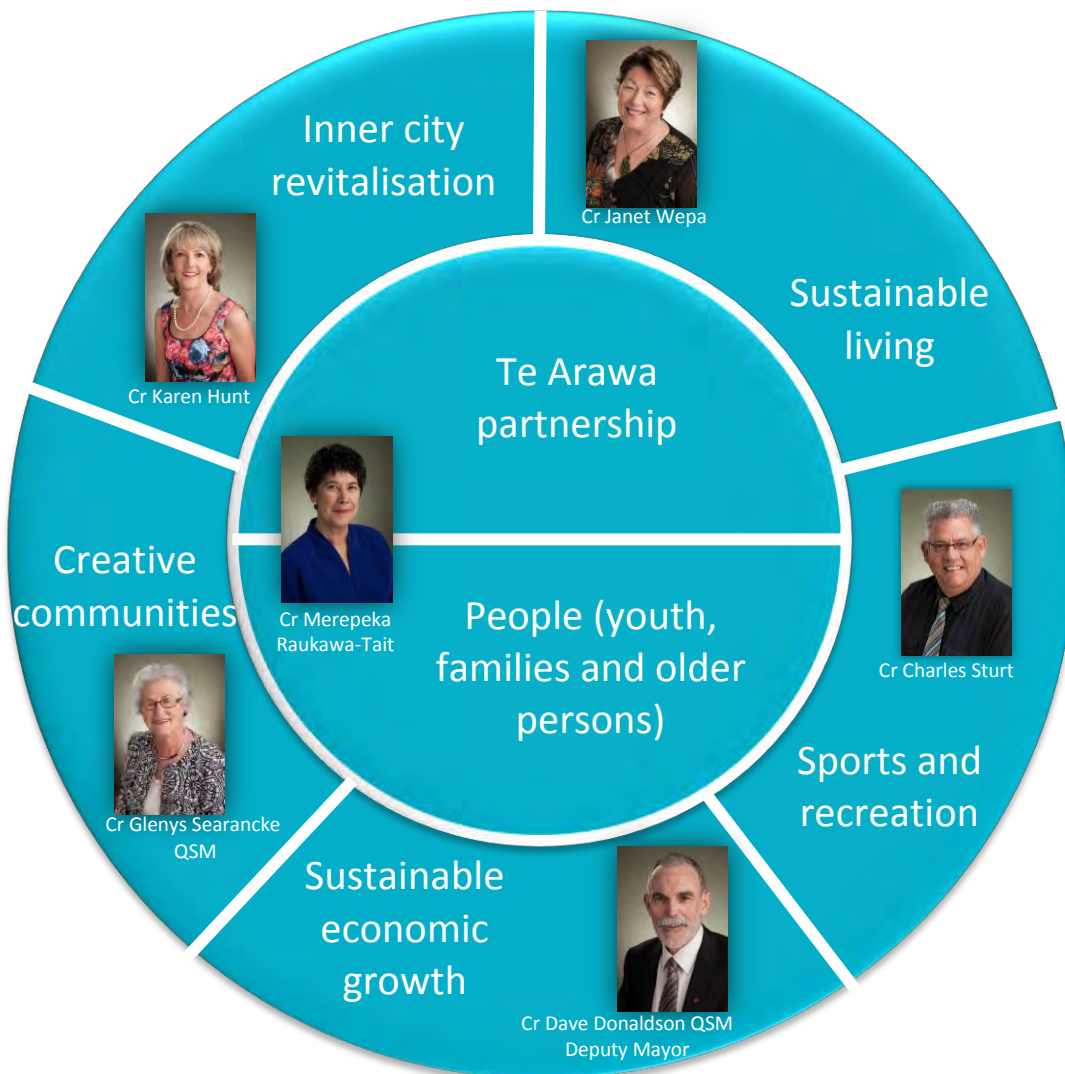 Inner city
revitalisation
Cr Karen Hunt
Cr Janet Wepa
Sustainable
living
Te Arawa
partnership
Cr Merepeka
Raukawa-Tait
People (youth,
families and older
persons)
Cr Charles Sturt
Sports and
recreation
Creative
communities
Cr Glenys Searancke
QSM
Sustainable
economic
growth
Cr Dave Donaldson QSM
Deputy Mayor